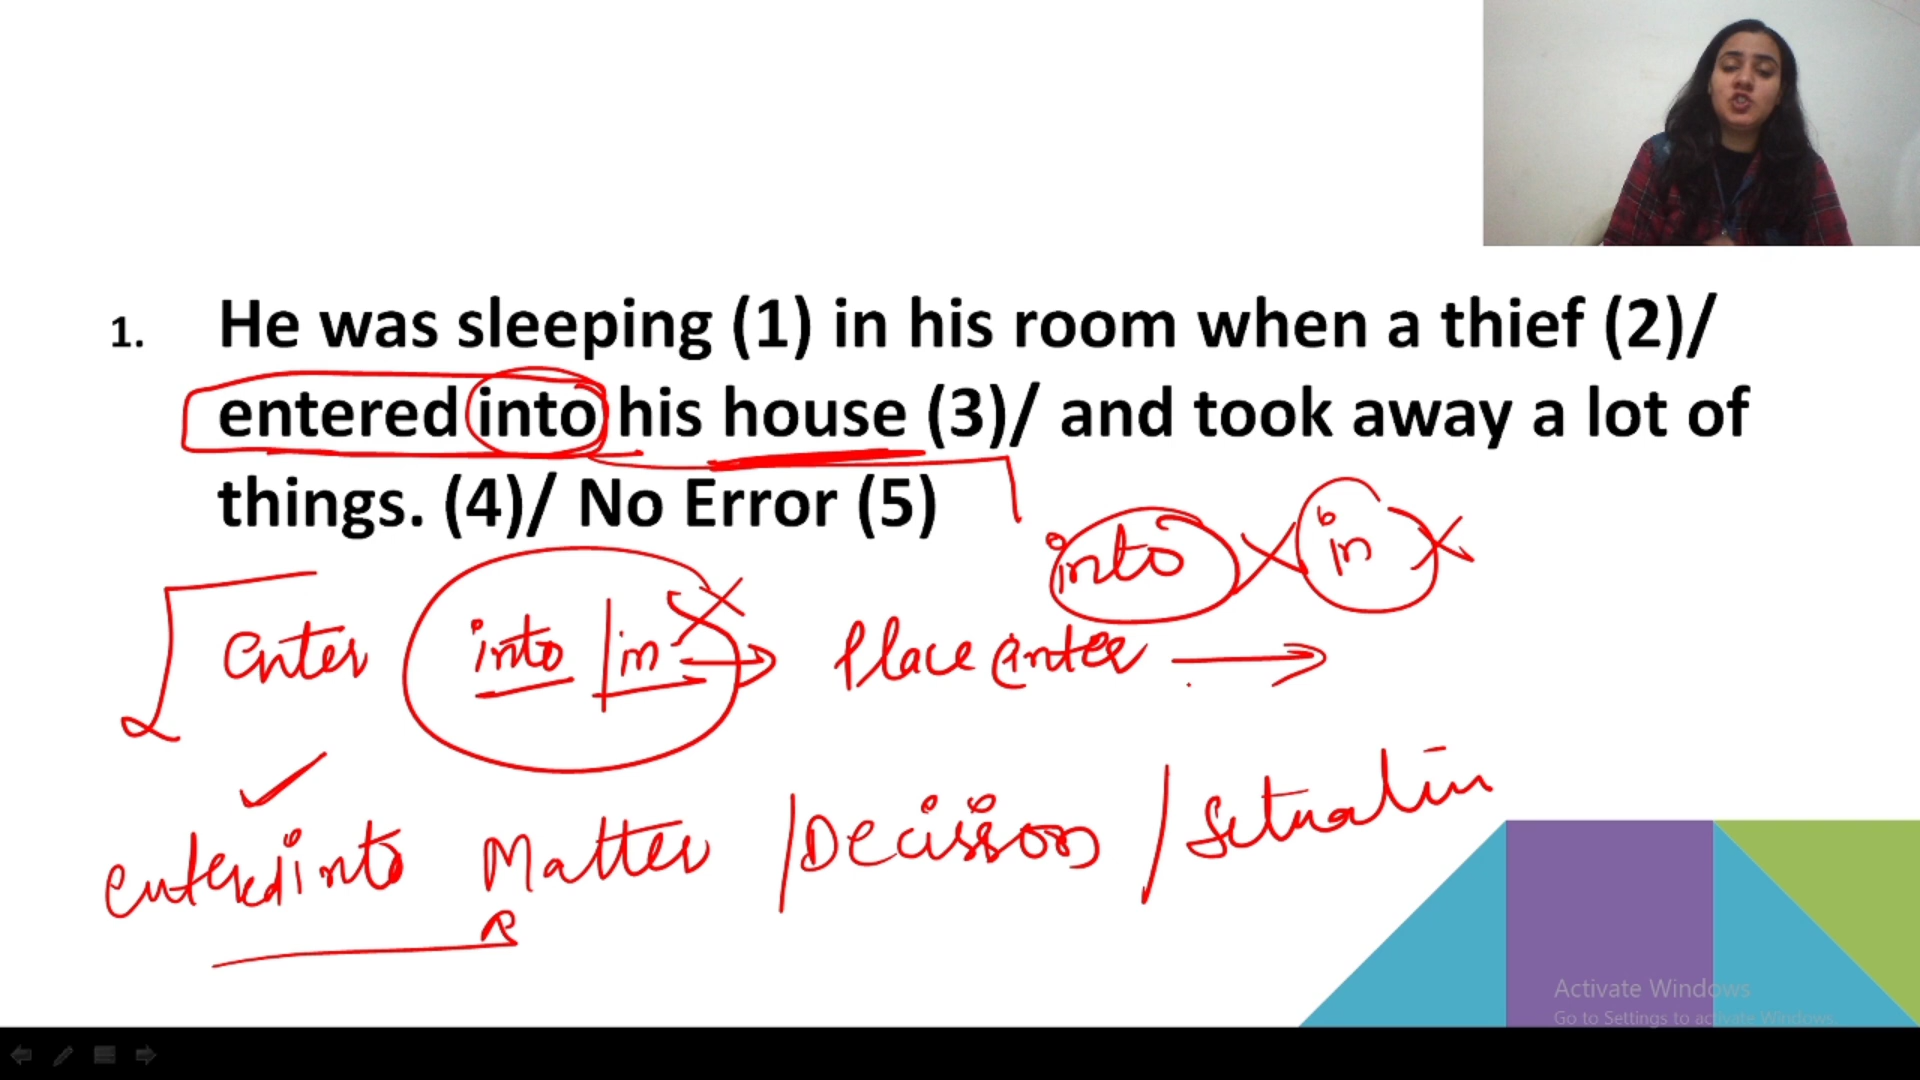 1. He was sleeping (1) in his room when a thief (2)/
entered into his house (3)/ and took away a lot of
things. (4)/ No Error (5)
into in
Enter into in Place enter
entered into Matter / Decision / Situation
Activate Windows
Go to Settings to activate Windows.